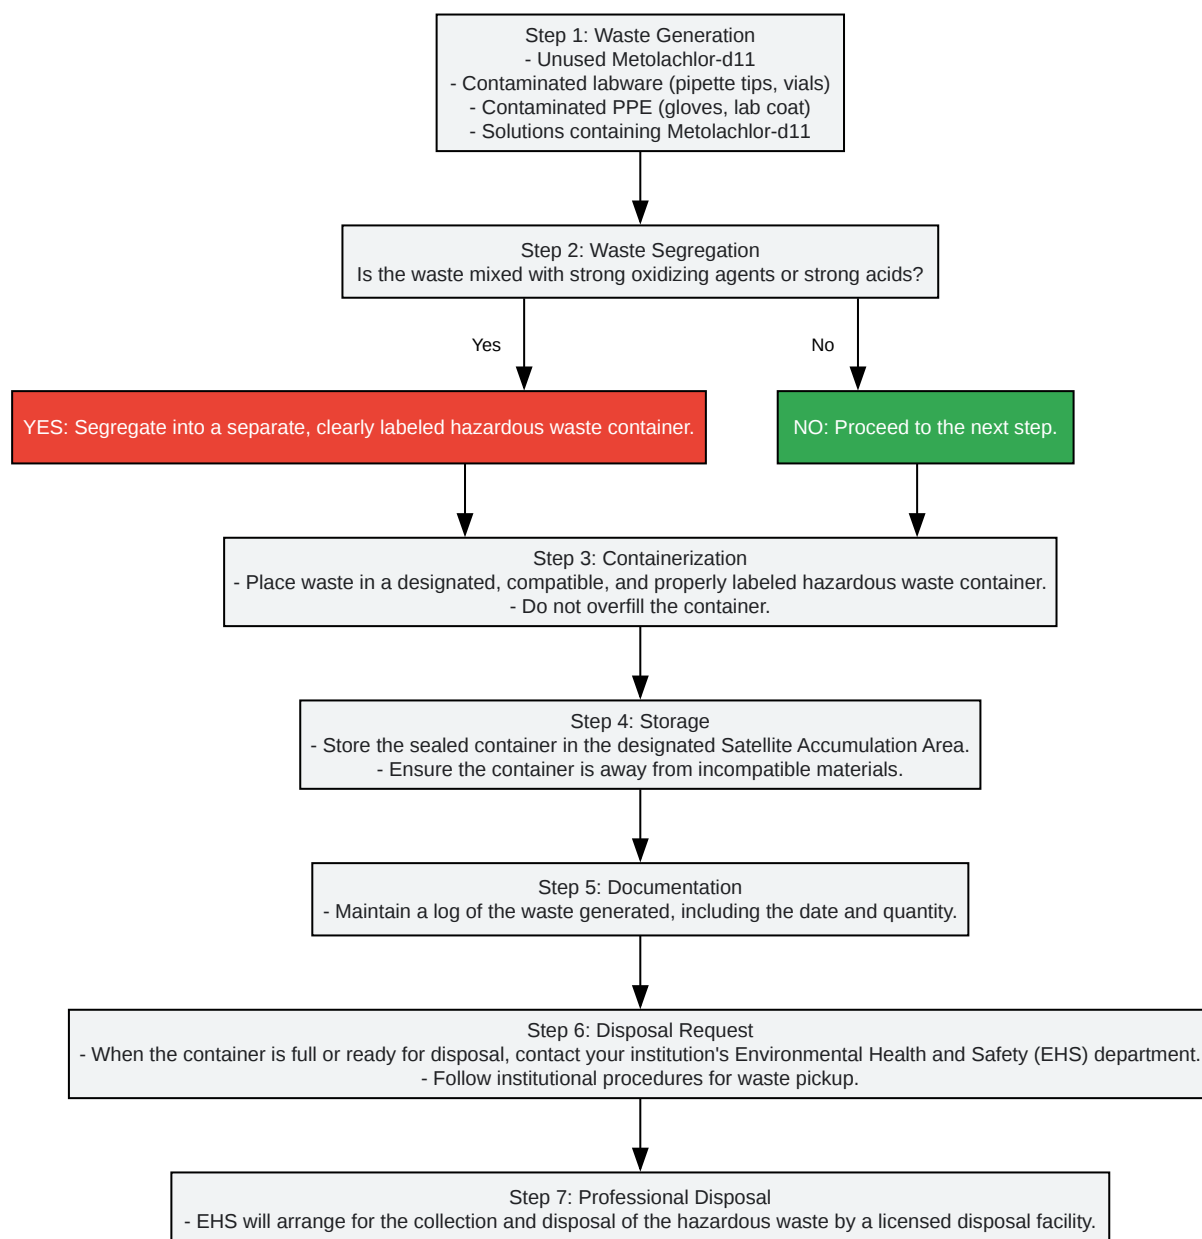 Step 1: Waste Generation
- Unused Metolachlor-d11
- Contaminated labware (pipette tips, vials)
- Contaminated PPE (gloves, lab coat)
- Solutions containing Metolachlor-d11
Step 2: Waste Segregation
Is the waste mixed with strong oxidizing agents or strong acids?
Yes
No
YES: Segregate into a separate, clearly labeled hazardous waste container.
NO: Proceed to the next step.
Step 3: Containerization
- Place waste in a designated, compatible, and properly labeled hazardous waste container.
- Do not overfill the container.
Step 4: Storage
- Store the sealed container in the designated Satellite Accumulation Area.
- Ensure the container is away from incompatible materials.
Step 5: Documentation
- Maintain a log of the waste generated, including the date and quantity.
Step 6: Disposal Request
- When the container is full or ready for disposal, contact your institution's Environmental Health and Safety (EHS) department.
- Follow institutional procedures for waste pickup.
Step 7: Professional Disposal
- EHS will arrange for the collection and disposal of the hazardous waste by a licensed disposal facility.